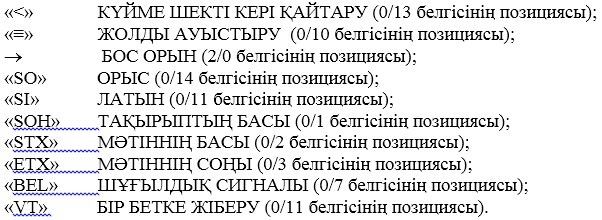 «<» КҮЙМЕ ШЕКТІ КЕРІ ҚАЙТАРУ (0/13 белгісінің позициясы);
«≡» ЖОЛДЫ АУЫСТЫРУ (0/10 белгісінің позициясы);
→ БОС ОРЫН (2/0 белгісінің позициясы);
«SO» ОРЫС (0/14 белгісінің позициясы);
«SI» ЛАТЫН (0/11 белгісінің позициясы);
«SOH» ТАҚЫРЫПТЫҢ БАСЫ (0/1 белгісінің позициясы);
«STX» МӘТІННІҢ БАСЫ (0/2 белгісінің позициясы);
«ETX» МӘТІННІҢ СОҢЫ (0/3 белгісінің позициясы);
«BEL» ШҰҒЫЛДЫҚ СИГНАЛЫ (0/7 белгісінің позициясы);
«VT» БІР БЕТКЕ ЖІБЕРУ (0/11 белгісінің позициясы).